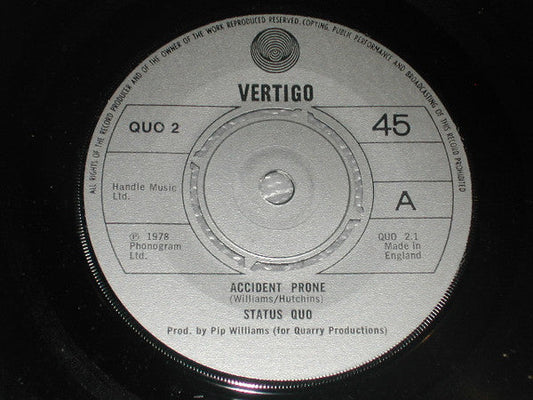 ALL RIGHTS OF THE RECORD PRODUCER AND OF THE OWNER OF THE WORK REPRODUCED RESERVED. COPYING, PUBLIC PERFORMANCE AND BROADCASTING OF THIS RECORD PROHIBITED
VERTIGO
QUO 2
45
Handle Music
Ltd.
A
℗ 1978
Phonogram
Ltd.
QUO 2.1
Made in
England
ACCIDENT PRONE
(Williams/Hutchins)
STATUS QUO
Prod. by Pip Williams (for Quarry Productions)